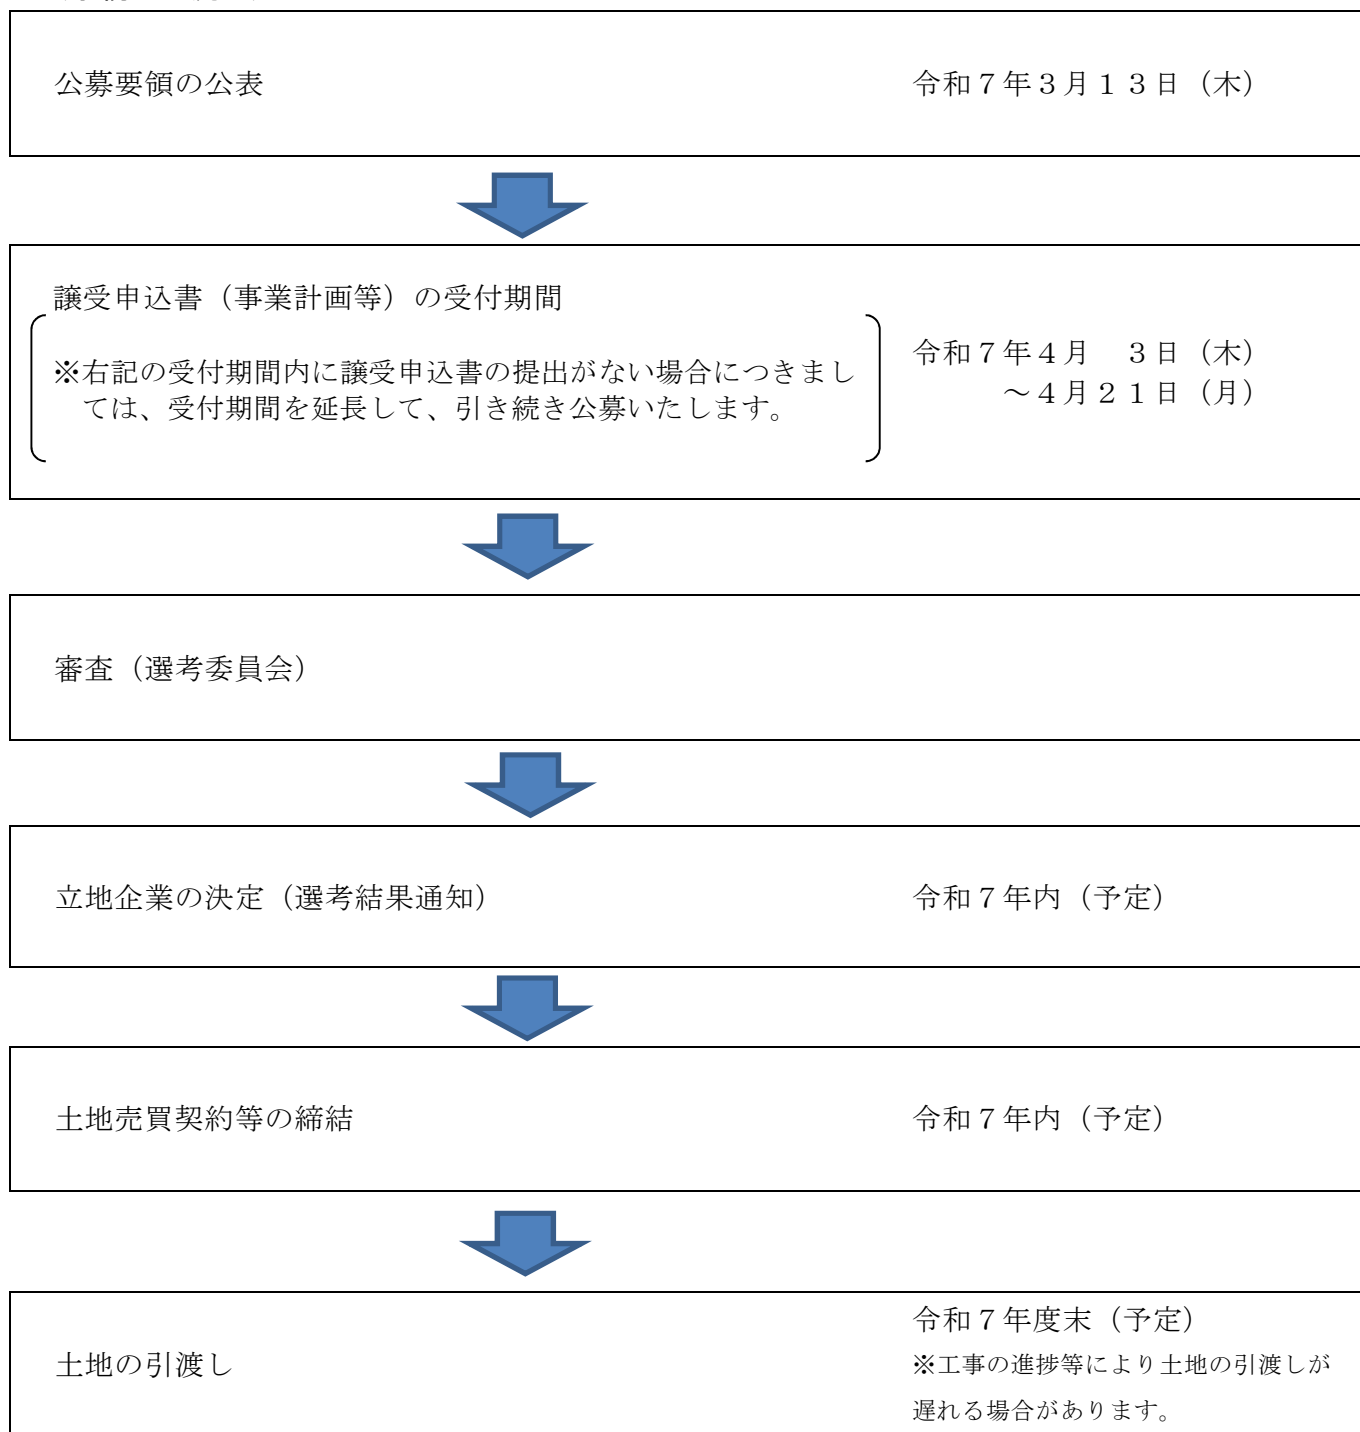 公募要領の公表
令和７年３月１３日（木）
譲受申込書（事業計画等）の受付期間
※右記の受付期間内に譲受申込書の提出がない場合につきまし
ては、受付期間を延長して、引き続き公募いたします。
令和７年４月　３日（木）
～４月２１日（月）
審査（選考委員会）
立地企業の決定（選考結果通知）
令和７年内（予定）
土地売買契約等の締結
令和７年内（予定）
土地の引渡し
令和７年度末（予定）
※工事の進捗等により土地の引渡しが
遅れる場合があります。